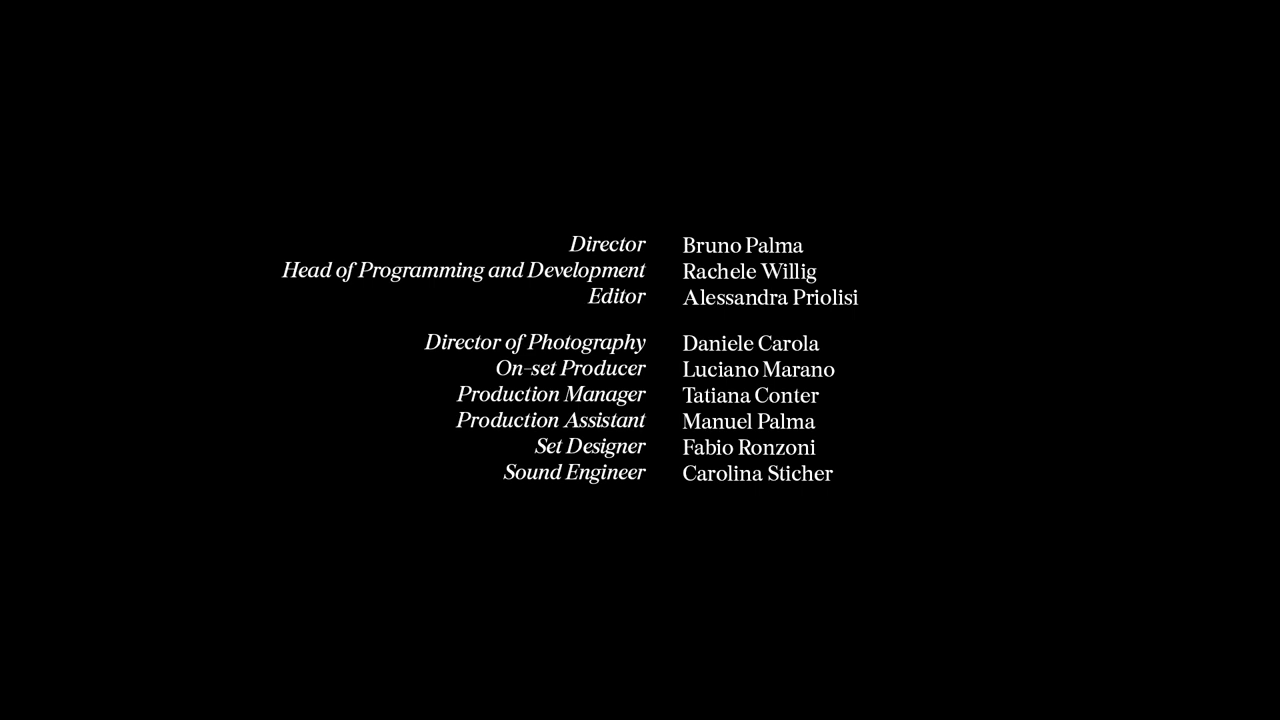 Director Bruno Palma
Head of Programming and Development Rachele Willig
Editor Alessandra Priolisi
Director of Photography Daniele Carola
On-set Producer Luciano Marano
Production Manager Tatiana Conter
Production Assistant Manuel Palma
Set Designer Fabio Ronzoni
Sound Engineer Carolina Sticher